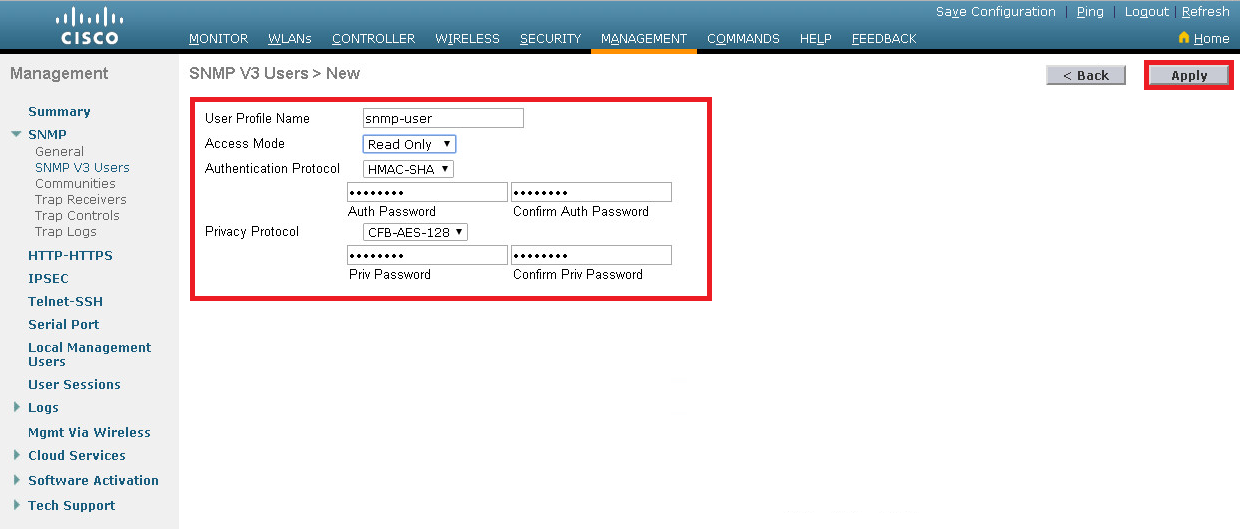 Save Configuration | Ping | Logout | Refresh
CISCO
MONITOR WLANs CONTROLLER WIRELESS SECURITY MANAGEMENT COMMANDS HELP FEEDBACK Home
Management
Summary
SNMP
General
SNMP V3 Users
Communities
Trap Receivers
Trap Controls
Trap Logs
HTTP-HTTPS
IPSEC
Telnet-SSH
Serial Port
Local Management
Users
User Sessions
Logs
Mgmt Via Wireless
Cloud Services
Software Activation
Tech Support
SNMP V3 Users > New
< Back Apply
User Profile Name snmp-user
Access Mode Read Only
Authentication Protocol HMAC-SHA
•••••••• ••••••••
Auth Password Confirm Auth Password
Privacy Protocol CFB-AES-128
•••••••• ••••••••
Priv Password Confirm Priv Password